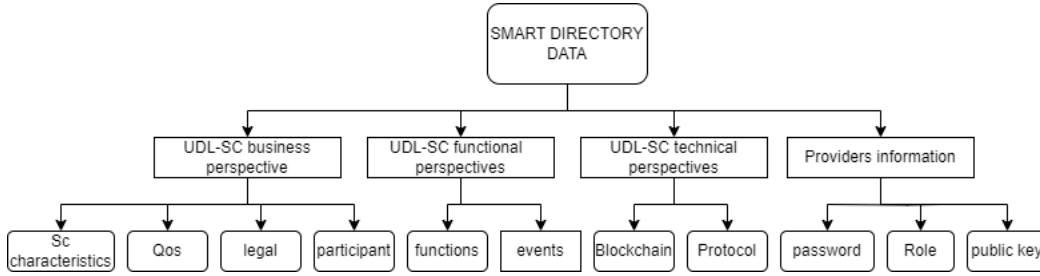 SMART DIRECTORY
DATA
UDL-SC business
perspective
UDL-SC functional
perspectives
UDL-SC technical
perspectives
Providers information
Sc
characteristics
Qos
legal
participant
functions
events
Blockchain
Protocol
password
Role
public key